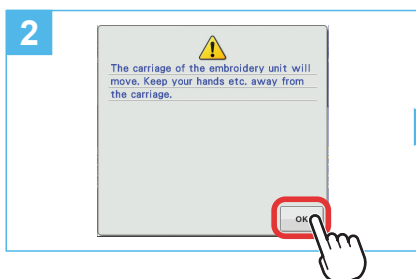 2
The carriage of the embroidery unit will
move. Keep your hands etc. away from
the carriage.
OK